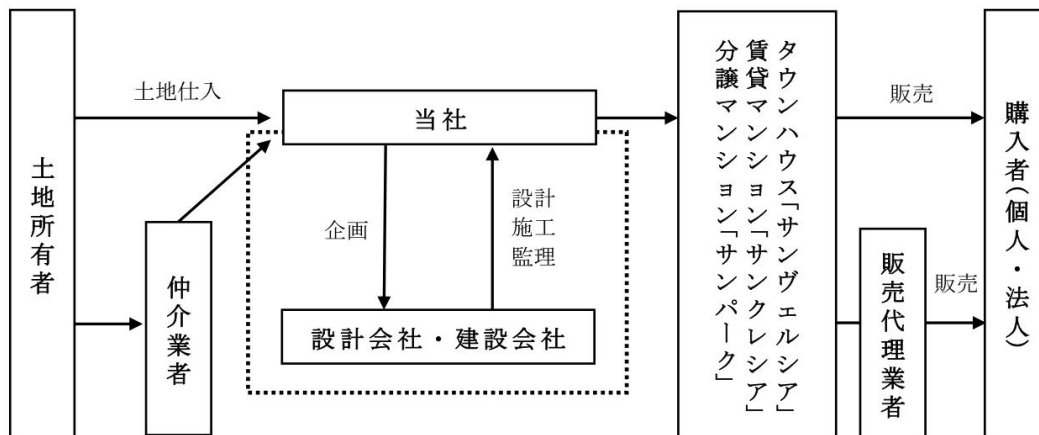 土地所有者
土地仕入
仲介業者
当社
企画
設計
施工
監理
設計会社・建設会社
タウンハウス「サンヴェルシア」
賃貸マンション「サンクレシア」
分譲マンション「サンパーク」
販売
販売代理業者
販売
購入者(個人・法人)